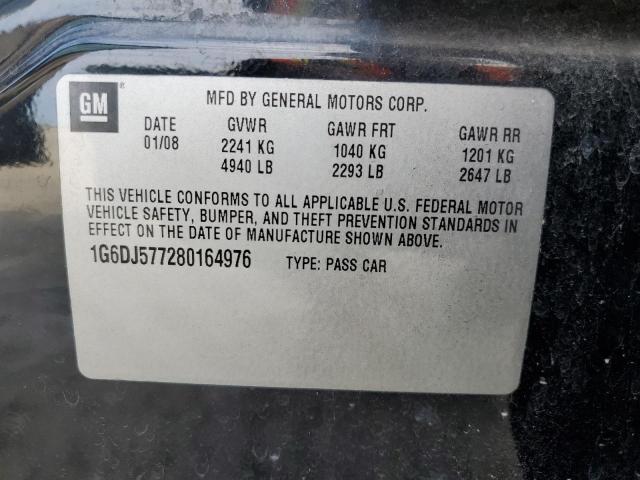 GM ®
MFD BY GENERAL MOTORS CORP.
DATE GVWR GAWR FRT GAWR RR
01/08 2241 KG 1040 KG 1201 KG
4940 LB 2293 LB 2647 LB
THIS VEHICLE CONFORMS TO ALL APPLICABLE U.S. FEDERAL MOTOR
VEHICLE SAFETY, BUMPER, AND THEFT PREVENTION STANDARDS IN
EFFECT ON THE DATE OF MANUFACTURE SHOWN ABOVE.
1G6DJ577280164976 TYPE: PASS CAR